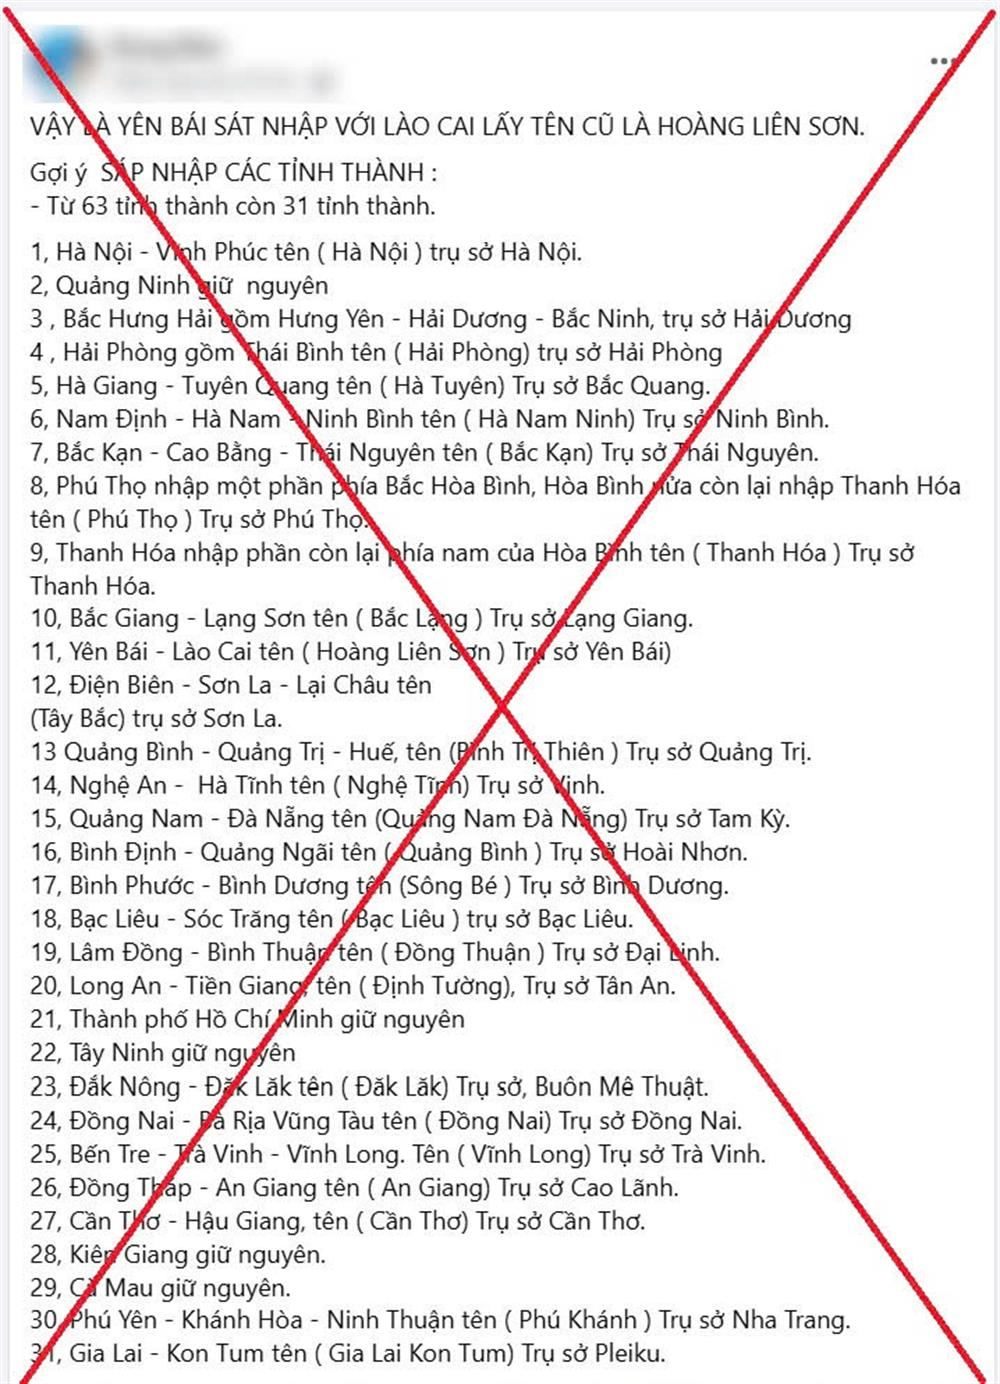 VẬY LÀ YÊN BÁI SÁT NHẬP VỚI LÀO CAI LẤY TÊN CŨ LÀ HOÀNG LIÊN SƠN.
Gợi ý SÁP NHẬP CÁC TỈNH THÀNH :
- Từ 63 tỉnh thành còn 31 tỉnh thành.
1, Hà Nội - Vĩnh Phúc tên ( Hà Nội ) trụ sở Hà Nội.
2, Quảng Ninh giữ nguyên
3 , Bắc Hưng Hải gồm Hưng Yên - Hải Dương - Bắc Ninh, trụ sở Hải Dương
4 , Hải Phòng gồm Thái Bình tên ( Hải Phòng) trụ sở Hải Phòng
5, Hà Giang - Tuyên Quang tên ( Hà Tuyên) Trụ sở Bắc Quang.
6, Nam Định - Hà Nam - Ninh Bình tên ( Hà Nam Ninh) Trụ sở Ninh Bình.
7, Bắc Kạn - Cao Bằng - Thái Nguyên tên ( Bắc Kạn) Trụ sở Thái Nguyên.
8, Phú Thọ nhập một phần phía Bắc Hòa Bình, Hòa Bình nửa còn lại nhập Thanh Hóa
tên ( Phú Thọ ) Trụ sở Phú Thọ.
9, Thanh Hóa nhập phần còn lại phía nam của Hòa Bình tên ( Thanh Hóa ) Trụ sở
Thanh Hóa.
10, Bắc Giang - Lạng Sơn tên ( Bắc Lạng ) Trụ sở Lạng Giang.
11, Yên Bái - Lào Cai tên ( Hoàng Liên Sơn ) Trụ sở Yên Bái)
12, Điện Biên - Sơn La - Lại Châu tên
(Tây Bắc) trụ sở Sơn La.
13 Quảng Bình - Quảng Trị - Huế, tên (Bình Trị Thiên ) Trụ sở Quảng Trị.
14, Nghệ An - Hà Tĩnh tên ( Nghệ Tĩnh) Trụ sở Vinh.
15, Quảng Nam - Đà Nẵng tên (Quảng Nam Đà Nẵng) Trụ sở Tam Kỳ.
16, Bình Định - Quảng Ngãi tên ( Quảng Bình ) Trụ sở Hoài Nhơn.
17, Bình Phước - Bình Dương tên (Sông Bé ) Trụ sở Bình Dương.
18, Bạc Liêu - Sóc Trăng tên ( Bạc Liêu ) trụ sở Bạc Liêu.
19, Lâm Đồng - Bình Thuận tên ( Đồng Thuận ) Trụ sở Đại Linh.
20, Long An - Tiền Giang, tên ( Định Tường), Trụ sở Tân An.
21, Thành phố Hồ Chí Minh giữ nguyên
22, Tây Ninh giữ nguyên
23, Đắk Nông - Đăk Lăk tên ( Đăk Lăk) Trụ sở, Buôn Mê Thuật.
24, Đồng Nai - Bà Rịa Vũng Tàu tên ( Đồng Nai) Trụ sở Đồng Nai.
25, Bến Tre - Trà Vinh - Vĩnh Long. Tên ( Vĩnh Long) Trụ sở Trà Vinh.
26, Đồng Tháp - An Giang tên ( An Giang) Trụ sở Cao Lãnh.
27, Cần Thơ - Hậu Giang, tên ( Cần Thơ) Trụ sở Cần Thơ.
28, Kiên Giang giữ nguyên.
29, Cà Mau giữ nguyên.
30, Phú Yên - Khánh Hòa - Ninh Thuận tên ( Phú Khánh ) Trụ sở Nha Trang.
31, Gia Lai - Kon Tum tên ( Gia Lai Kon Tum) Trụ sở Pleiku.